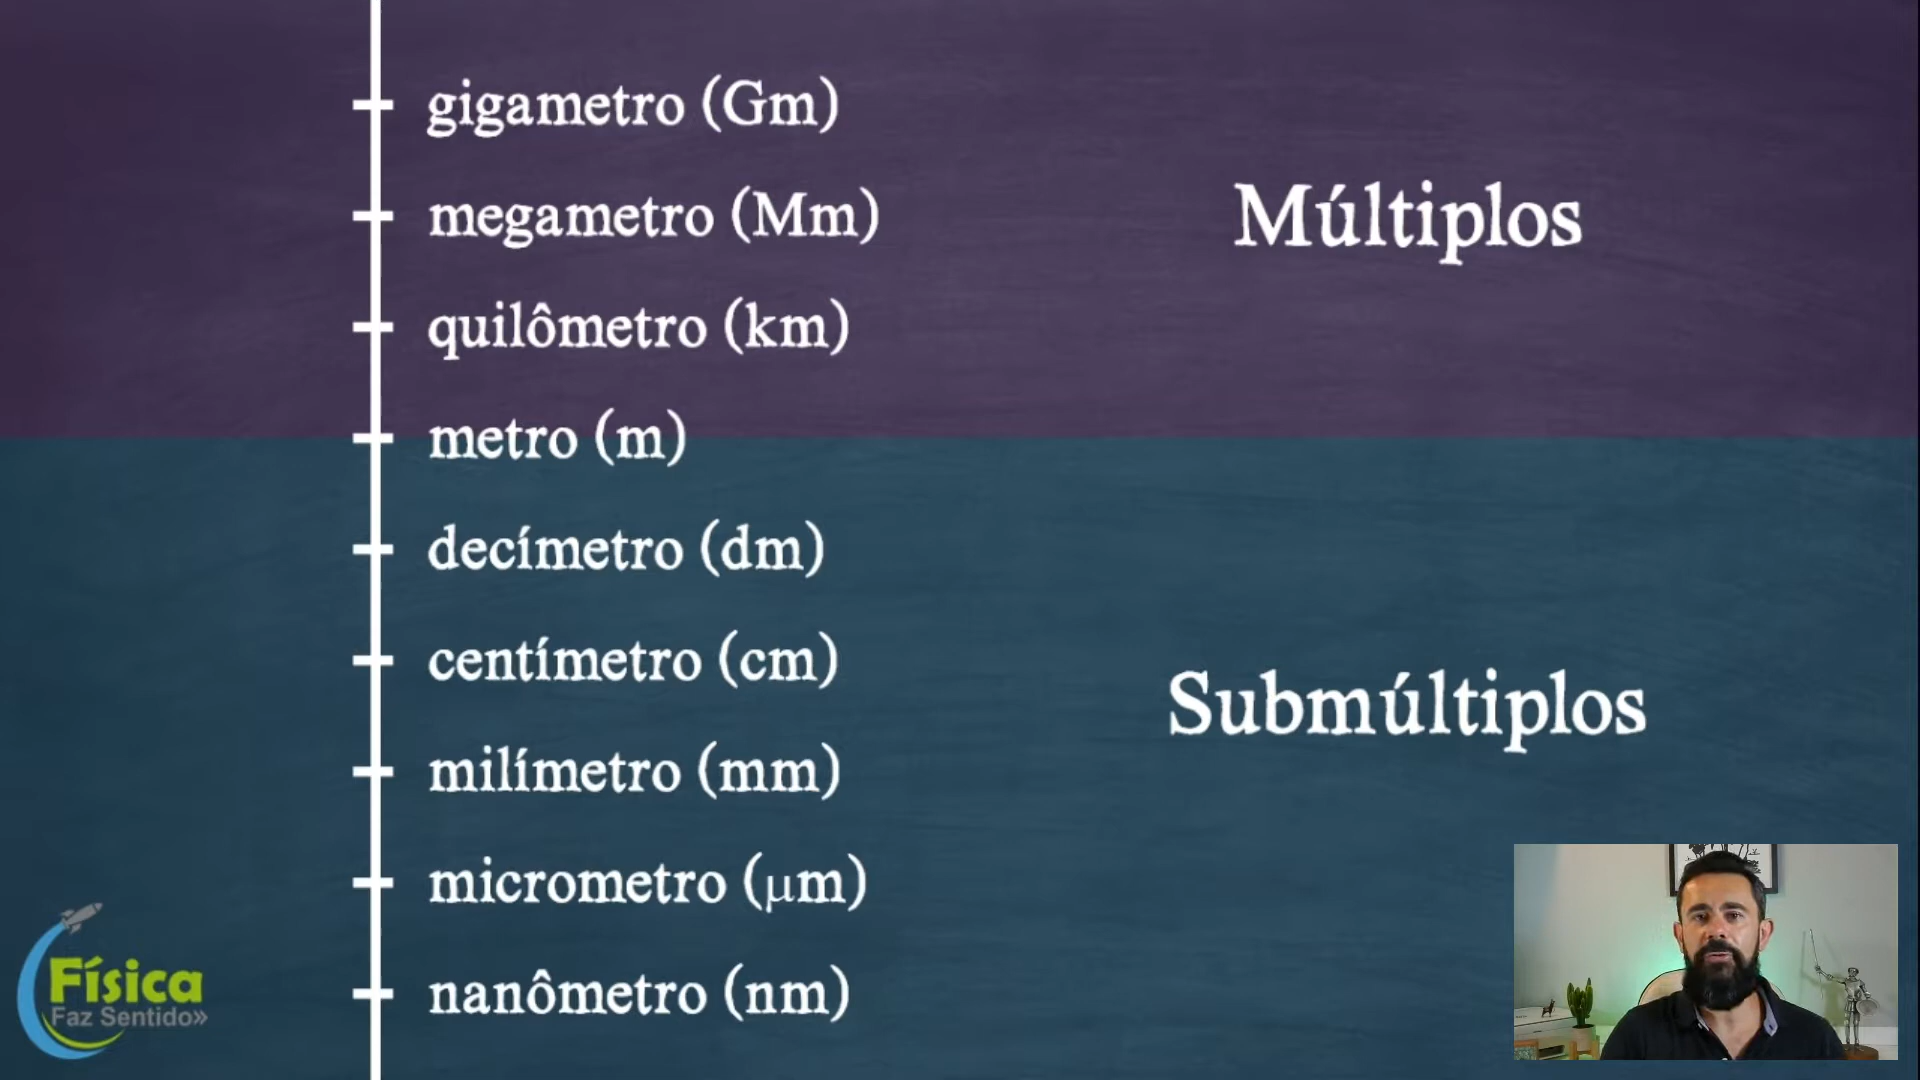 gigametro (Gm)
megametro (Mm)
Múltiplos
quilômetro (km)
metro (m)
decímetro (dm)
centímetro (cm)
Submúltiplos
milímetro (mm)
micrometro (μm)
nanômetro (nm)
Física
Faz Sentido»